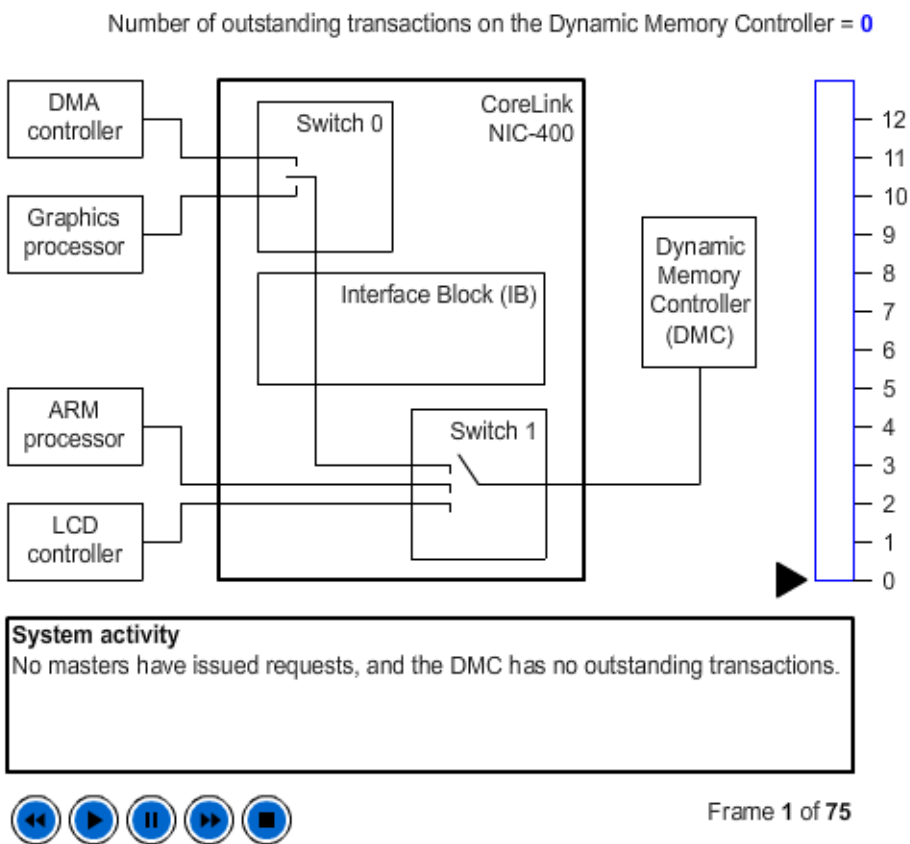 Number of outstanding transactions on the Dynamic Memory Controller = 0
DMA
controller
Switch 0
CoreLink
NIC-400
Graphics
processor
Interface Block (IB)
Dynamic
Memory
Controller
(DMC)
ARM
processor
Switch 1
LCD
controller
12
11
10
9
8
7
6
5
4
3
2
1
0
System activity
No masters have issued requests, and the DMC has no outstanding transactions.
Frame 1 of 75